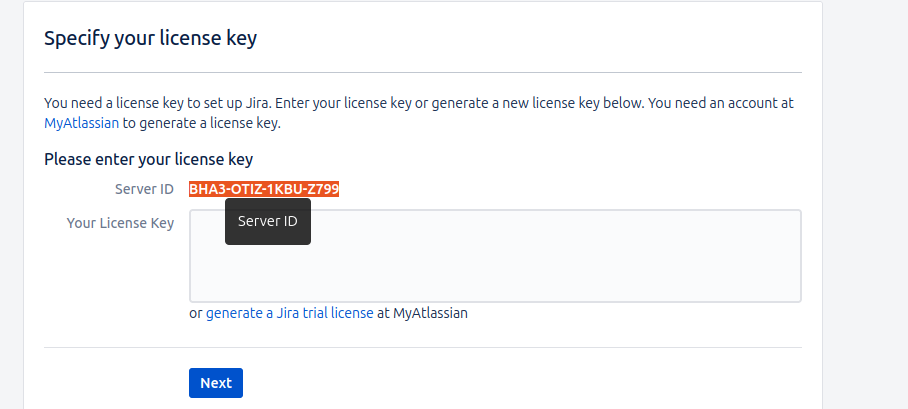 Specify your license key
You need a license key to set up Jira. Enter your license key or generate a new license key below. You need an account at
MyAtlassian to generate a license key.
Please enter your license key
Server ID BHA3-OTIZ-1KBU-Z799
Server ID
Your License Key
or generate a Jira trial license at MyAtlassian
Next